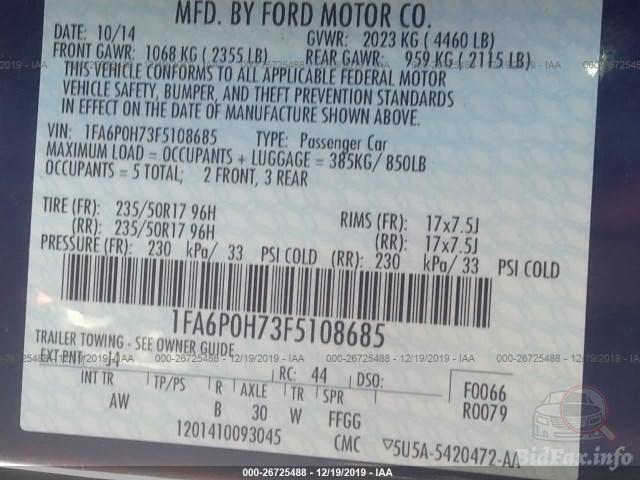 MFD. BY FORD MOTOR CO.
DATE: 10/14 GVWR: 2023 KG ( 4460 LB)
FRONT GAWR: 1068 KG ( 2355 LB) REAR GAWR: 959 KG ( 2115 LB)
THIS VEHICLE CONFORMS TO ALL APPLICABLE FEDERAL MOTOR
VEHICLE SAFETY, BUMPER, AND THEFT PREVENTION STANDARDS
IN EFFECT ON THE DATE OF MANUFACTURE SHOWN ABOVE.
VIN: 1FA6P0H73F5108685 TYPE: Passenger Car
MAXIMUM LOAD = OCCUPANTS + LUGGAGE = 385KG/ 850LB
OCCUPANTS = 5 TOTAL; 2 FRONT, 3 REAR
TIRE (FR): 235/50R17 96H RIMS (FR): 17x7.5J
(RR): 235/50R17 96H (RR): 17x7.5J
PRESSURE (FR): 230 kPa/ 33 PSI COLD (RR): 230 kPa/ 33 PSI COLD
1FA6P0H73F5108685
TRAILER TOWING - SEE OWNER GUIDE
EXT PNT: J4 RC: 44 DSO: F0066
INT TR TP/PS R AXLE TR SPR R0079
AW B 30 W FFGG
1201410093045 CMC ▽5U5A-5420472-AA
000-26725488 - 12/19/2019 - IAA
BidFax.info